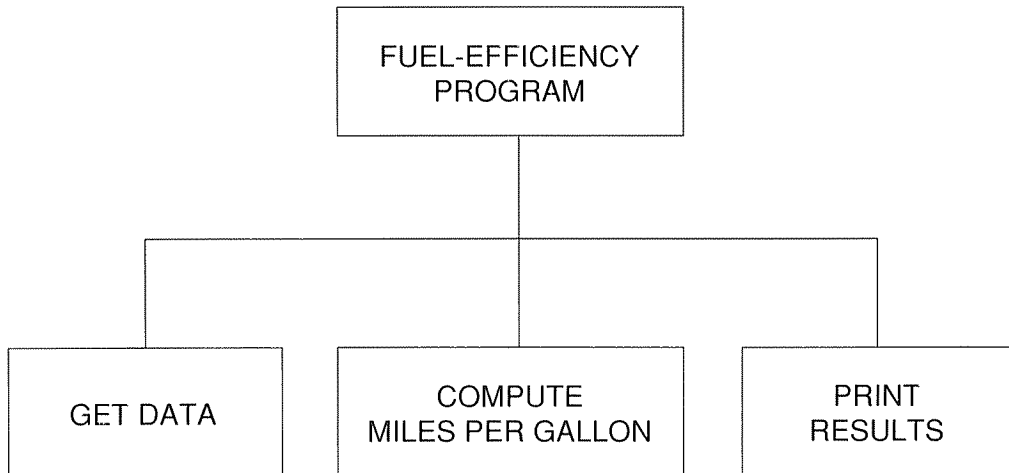 FUEL-EFFICIENCY
PROGRAM
GET DATA
COMPUTE
MILES PER GALLON
PRINT
RESULTS